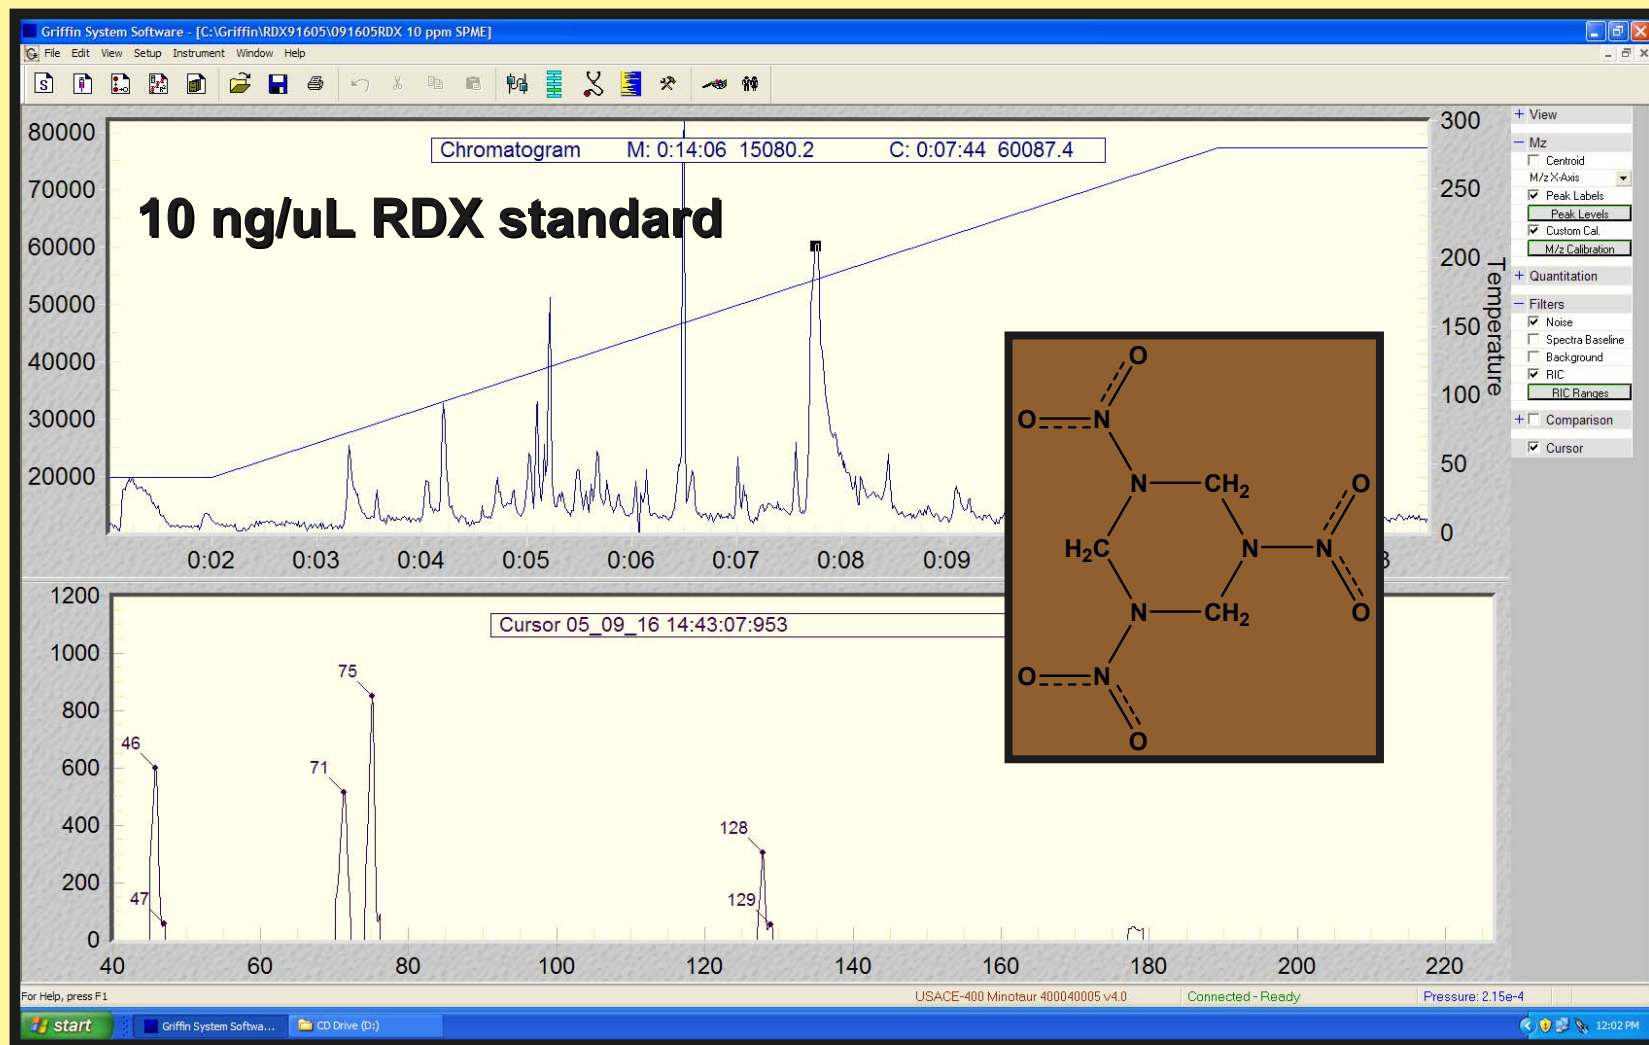 Griffin System Software - [C:\Griffin\RDX91605\091605RDX 10 ppm SPME]
File Edit View Setup Instrument Window Help
S
Chromatogram M: 0:14:06 15080.2 C: 0:07:44 60087.4
10 ng/uL RDX standard
80000
70000
60000
50000
40000
30000
20000
300
250
200
150
100
50
0
Temperature
0:02 0:03 0:04 0:05 0:06 0:07 0:08 0:09 3
+ View
- Mz
Centroid
M/z X-Axis
Peak Labels
Peak Levels
Custom Cal.
M/z Calibration
+ Quantitation
- Filters
Noise
Spectra Baseline
Background
RIC
RIC Ranges
+ Comparison
Cursor
O
O N
N CH₂ O
H₂C N N
N CH₂ O
O N
O
Cursor 05_09_16 14:43:07:953
1200
1000
800
600
400
200
0
75
46
71
128
47
129
40 60 80 100 120 140 160 180 200 220
For Help, press F1 USACE-400 Minotaur 400040005 v4.0 Connected - Ready Pressure: 2.15e-4
start Griffin System Softwa... CD Drive (D:) 12:02 PM